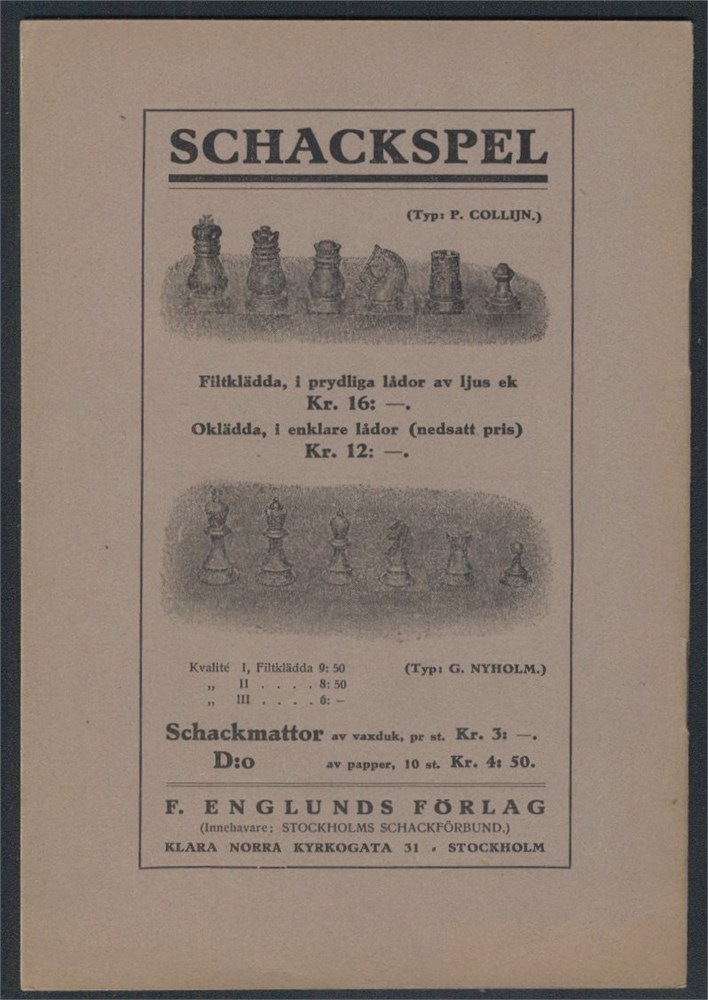 SCHACKSPEL
(Typ: P. COLLIJN.)
Filtklädda, i prydliga lådor av ljus ek
Kr. 16: —.
Oklädda, i enklare lådor (nedsatt pris)
Kr. 12: —.
Kvalité I, Filtklädda 9: 50
(Typ: G. NYHOLM.)
„ II . . . . 8: 50
„ III . . . . 6: –
Schackmattor av vaxduk, pr st. Kr. 3: —.
D:o av papper, 10 st. Kr. 4: 50.
F. ENGLUNDS FÖRLAG
(Innehavare: STOCKHOLMS SCHACKFÖRBUND.)
KLARA NORRA KYRKOGATA 31 • STOCKHOLM